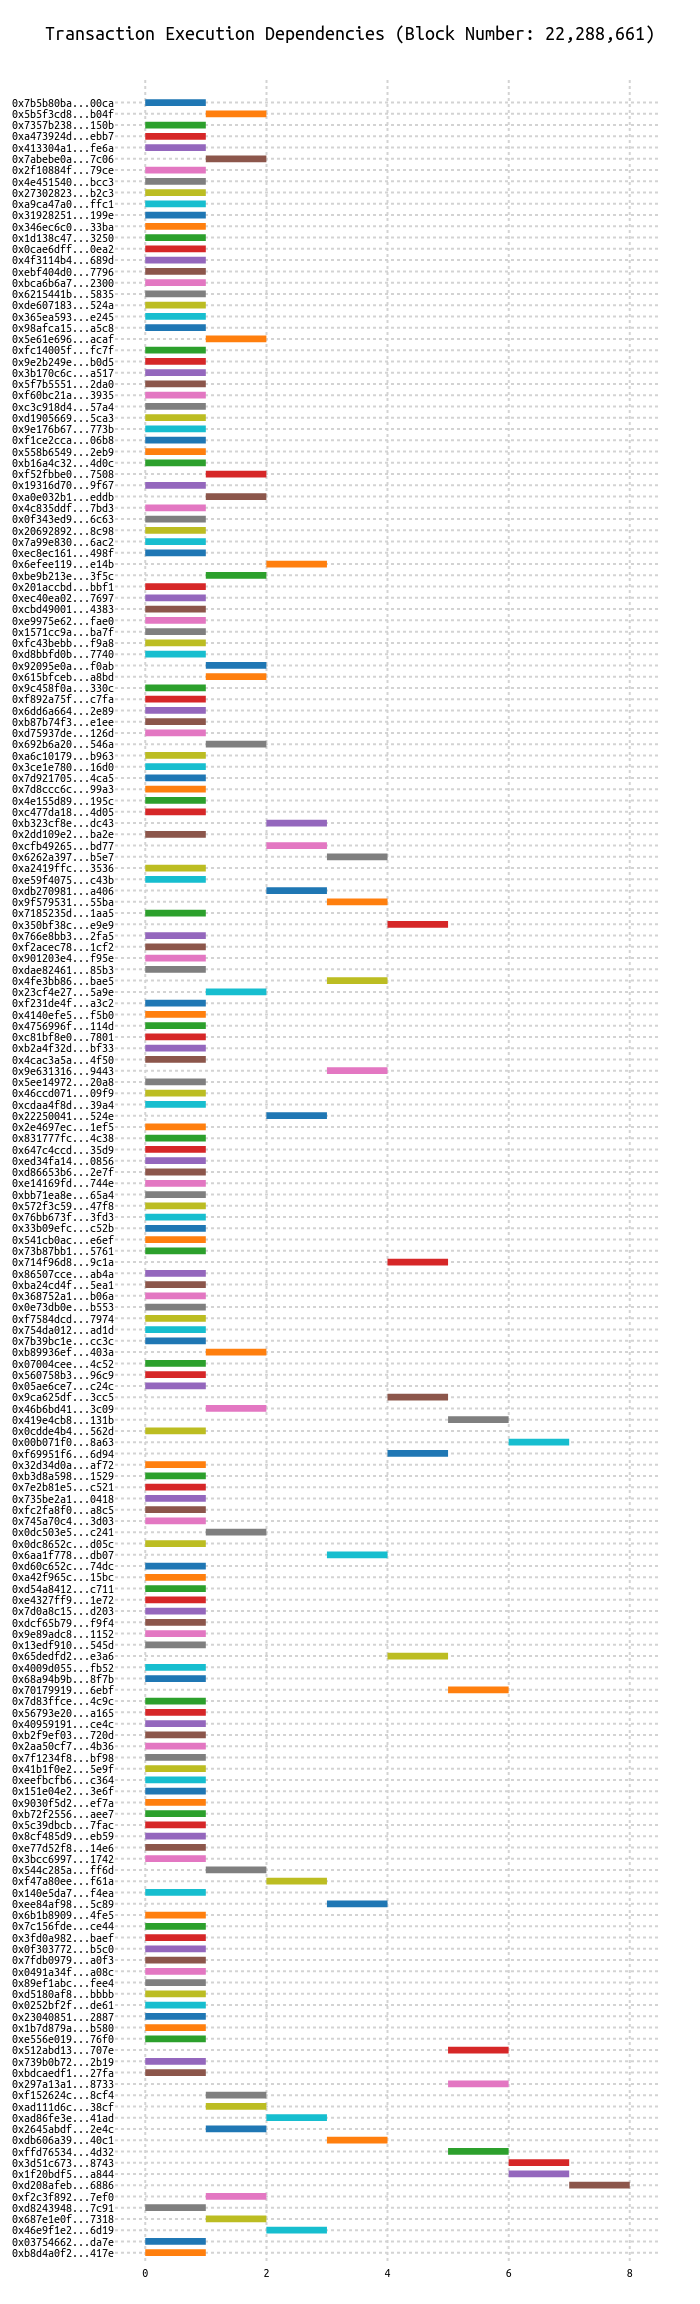 Transaction Execution Dependencies (Block Number: 22,288,661)
0x7b5b80ba...00ca
0x5b5f3cd8...b04f
0x7357b238...150b
0xa473924d...ebb7
0x413304a1...fe6a
0x7abebe0a...7c06
0x2f10884f...79ce
0x4e451540...bcc3
0x27302823...b2c3
0xa9ca47a0...ffc1
0x31928251...199e
0x346ec6c0...33ba
0x1d138c47...3250
0x0cae6dff...0ea2
0x4f3114b4...689d
0xebf404d0...7796
0xbca6b6a7...2300
0x6215441b...5835
0xde607183...524a
0x365ea593...e245
0x98afca15...a5c8
0x5e61e696...acaf
0xfc14005f...fc7f
0x9e2b249e...b0d5
0x3b170c6c...a517
0x5f7b5551...2da0
0xf60bc21a...3935
0xc3c918d4...57a4
0xd1905669...5ca3
0x9e176b67...773b
0xf1ce2cca...06b8
0x558b6549...2eb9
0xb16a4c32...4d0c
0xf52fbbe0...7508
0x19316d70...9f67
0xa0e032b1...eddb
0x4c835ddf...7bd3
0x0f343ed9...6c63
0x20692892...8c98
0x7a99e830...6ac2
0xec8ec161...498f
0x6efee119...e14b
0xbe9b213e...3f5c
0x201accbd...bbf1
0xec40ea02...7697
0xcbd49001...4383
0xe9975e62...fae0
0x1571cc9a...ba7f
0xfc43bebb...f9a8
0xd8bbfd0b...7740
0x92095e0a...f0ab
0x615bfceb...a8bd
0x9c458f0a...330c
0xf892a75f...c7fa
0x6dd6a664...2e89
0xb87b74f3...e1ee
0xd75937de...126d
0x692b6a20...546a
0xa6c10179...b963
0x3ce1e780...16d0
0x7d921705...4ca5
0x7d8ccc6c...99a3
0x4e155d89...195c
0xc477da18...4d05
0xb323cf8e...dc43
0x2dd109e2...ba2e
0xcfb49265...bd77
0x6262a397...b5e7
0xa2419ffc...3536
0xe59f4075...c43b
0xdb270981...a406
0x9f579531...55ba
0x7185235d...1aa5
0x350bf38c...e9e9
0x766e8bb3...2fa5
0xf2acec78...1cf2
0x901203e4...f95e
0xdae82461...85b3
0x4fe3bb86...bae5
0x23cf4e27...5a9e
0xf231de4f...a3c2
0x4140efe5...f5b0
0x4756996f...114d
0xc81bf8e0...7801
0xb2a4f32d...bf33
0x4cac3a5a...4f50
0x9e631316...9443
0x5ee14972...20a8
0x46ccd071...09f9
0xcdaa4f8d...39a4
0x22250041...524e
0x2e4697ec...1ef5
0x831777fc...4c38
0x647c4ccd...35d9
0xed34fa14...0856
0xd86653b6...2e7f
0xe14169fd...744e
0xbb71ea8e...65a4
0x572f3c59...47f8
0x76bb673f...3fd3
0x33b09efc...c52b
0x541cb0ac...e6ef
0x73b87bb1...5761
0x714f96d8...9c1a
0x86507cce...ab4a
0xba24cd4f...5ea1
0x368752a1...b06a
0x0e73db0e...b553
0xf7584dcd...7974
0x754da012...ad1d
0x7b39bc1e...cc3c
0xb89936ef...403a
0x07004cee...4c52
0x560758b3...96c9
0x05ae6ce7...c24c
0x9ca625df...3cc5
0x46b6bd41...3c09
0x419e4cb8...131b
0x0cdde4b4...562d
0x00b071f0...8a63
0xf69951f6...6d94
0x32d34d0a...af72
0xb3d8a598...1529
0x7e2b81e5...c521
0x735be2a1...0418
0xfc2fa8f0...a8c5
0x745a70c4...3d03
0x0dc503e5...c241
0x0dc8652c...d05c
0x6aa1f778...db07
0xd60c652c...74dc
0xa42f965c...15bc
0xd54a8412...c711
0xe4327ff9...1e72
0x7d0a8c15...d203
0xdcf65b79...f9f4
0x9e89adc8...1152
0x13edf910...545d
0x65dedfd2...e3a6
0x4009d055...fb52
0x68a94b9b...8f7b
0x70179919...6ebf
0x7d83ffce...4c9c
0x56793e20...a165
0x40959191...ce4c
0xb2f9ef03...720d
0x2aa50cf7...4b36
0x7f1234f8...bf98
0x41b1f0e2...5e9f
0xeefbcfb6...c364
0x151e04e2...3e6f
0x9030f5d2...ef7a
0xb72f2556...aee7
0x5c39dbcb...7fac
0x8cf485d9...eb59
0xe77d52f8...14e6
0x3bcc6997...1742
0x544c285a...ff6d
0xf47a80ee...f61a
0x140e5da7...f4ea
0xee84af98...5c89
0x6b1b8909...4fe5
0x7c156fde...ce44
0x3fd0a982...baef
0x0f303772...b5c0
0x7fdb0979...a0f3
0x0491a34f...a08c
0x89ef1abc...fee4
0xd5180af8...bbbb
0x0252bf2f...de61
0x23040851...2887
0x1b7d879a...b580
0xe556e019...76f0
0x512abd13...707e
0x739b0b72...2b19
0xbdcaedf1...27fa
0x297a13a1...8733
0xf152624c...8cf4
0xad111d6c...38cf
0xad86fe3e...41ad
0x2645abdf...2e4c
0xdb606a39...40c1
0xffd76534...4d32
0x3d51c673...8743
0x1f20bdf5...a844
0xd208afeb...6886
0xf2c3f892...7ef0
0xd8243948...7c91
0x687e1e0f...7318
0x46e9f1e2...6d19
0x03754662...da7e
0xb8d4a0f2...417e
0 2 4 6 8